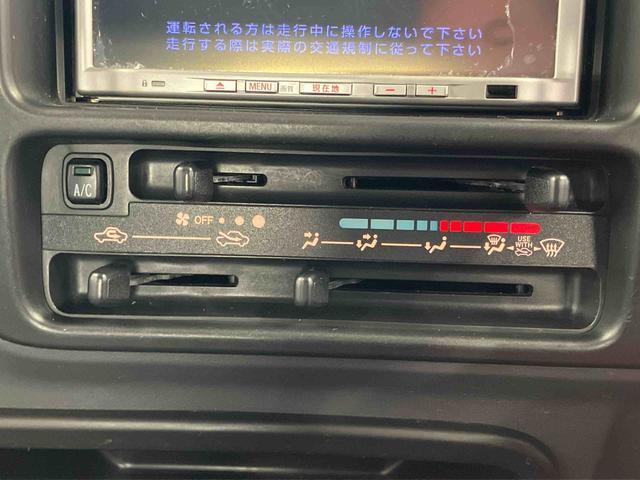 運転される方は走行中に操作しないで下さい
走行する際は実際の交通規制に従って下さい
MENU 画質 現在地 − +
A/C
OFF
USE
WITH